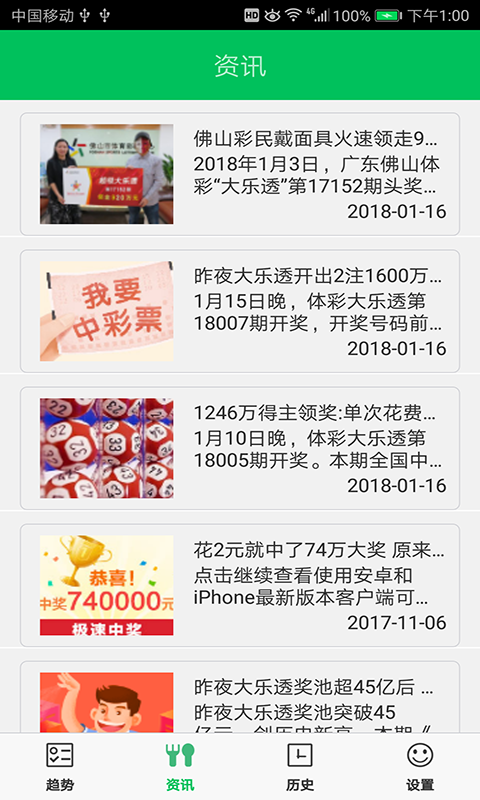 中国移动 HD 4G 100% 下午1:00
资讯
佛山彩民戴面具火速领走9...
2018年1月3日，广东佛山体
彩“大乐透”第17152期头奖...
2018-01-16
昨夜大乐透开出2注1600万...
1月15日晚，体彩大乐透第
18007期开奖，开奖号码前...
2018-01-16
我要
中彩票
1246万得主领奖:单次花费...
1月10日晚，体彩大乐透第
18005期开奖。本期全国中...
2018-01-16
花2元就中了74万大奖 原来...
点击继续查看使用安卓和
iPhone最新版本客户端可...
2017-11-06
恭喜!
中奖740000元
极速中奖
昨夜大乐透奖池超45亿后 ...
昨夜大乐透奖池突破45
亿元，创历史新高。本期《
趋势 资讯 历史 设置